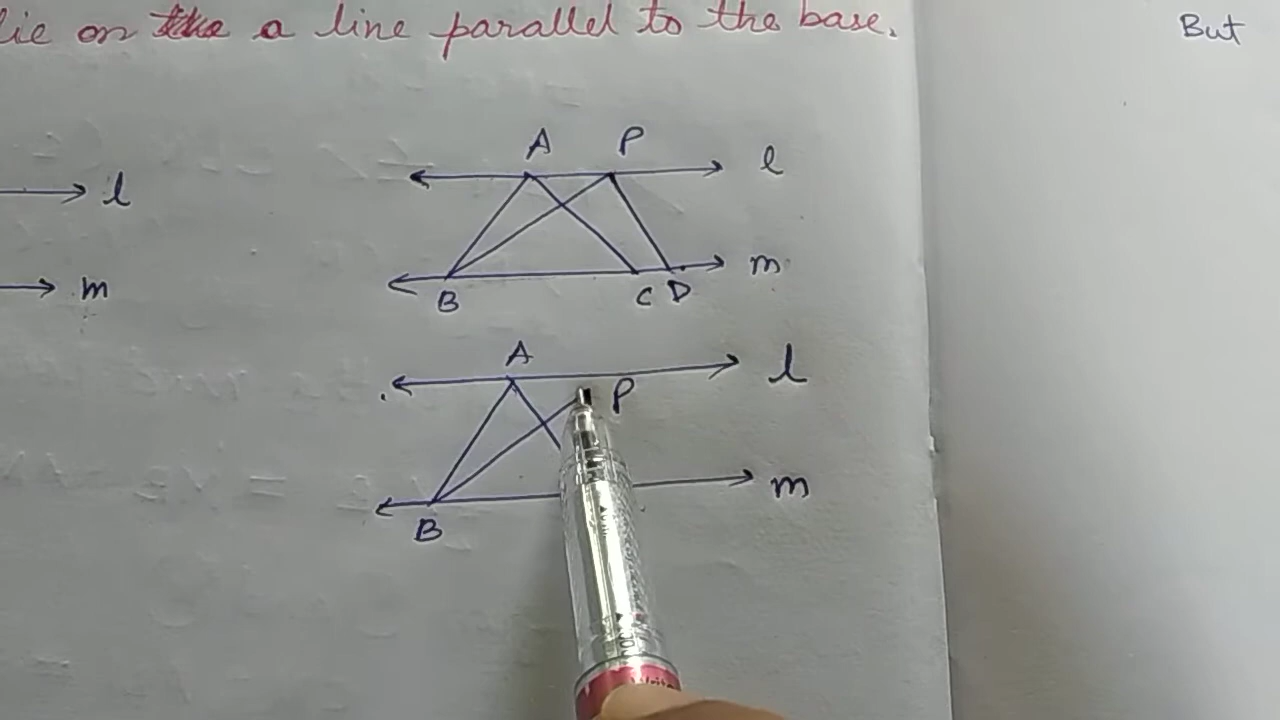 lie on the a line parallel to the base.
But
A P
l
l
m
m
B C D
A
l
P
m
B